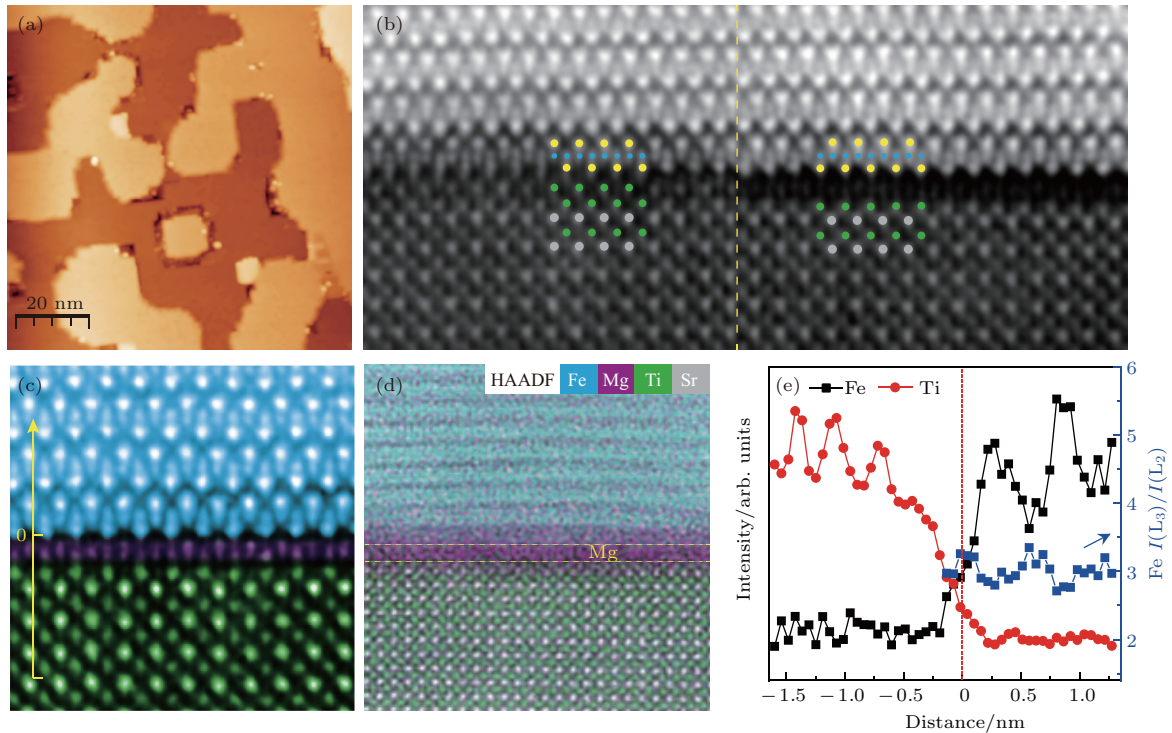 (a)
20 nm
(b)
(c)
0
(d)
HAADF Fe Mg Ti Sr
Mg
(e)
Fe Ti
Intensity/arb. units
6
5
4
3
2
Fe I(L₃)/I(L₂)
−1.5 −1.0 −0.5 0 0.5 1.0
Distance/nm